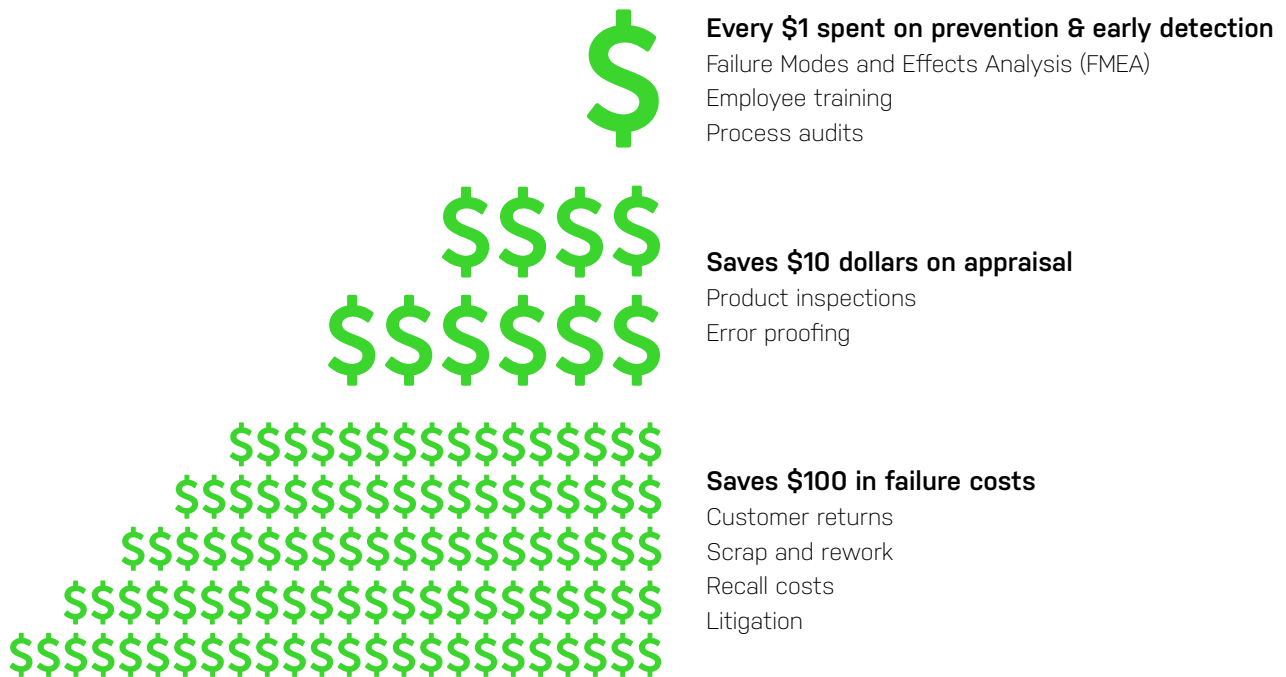 $
Every $1 spent on prevention & early detection
Failure Modes and Effects Analysis (FMEA)
Employee training
Process audits
$$$$
$$$$$$
Saves $10 dollars on appraisal
Product inspections
Error proofing
$$$$$$$$$$$$$$$$
$$$$$$$$$$$$$$$$$$
$$$$$$$$$$$$$$$$$$$$
$$$$$$$$$$$$$$$$$$$$$$
$$$$$$$$$$$$$$$$$$$$$$$$
Saves $100 in failure costs
Customer returns
Scrap and rework
Recall costs
Litigation